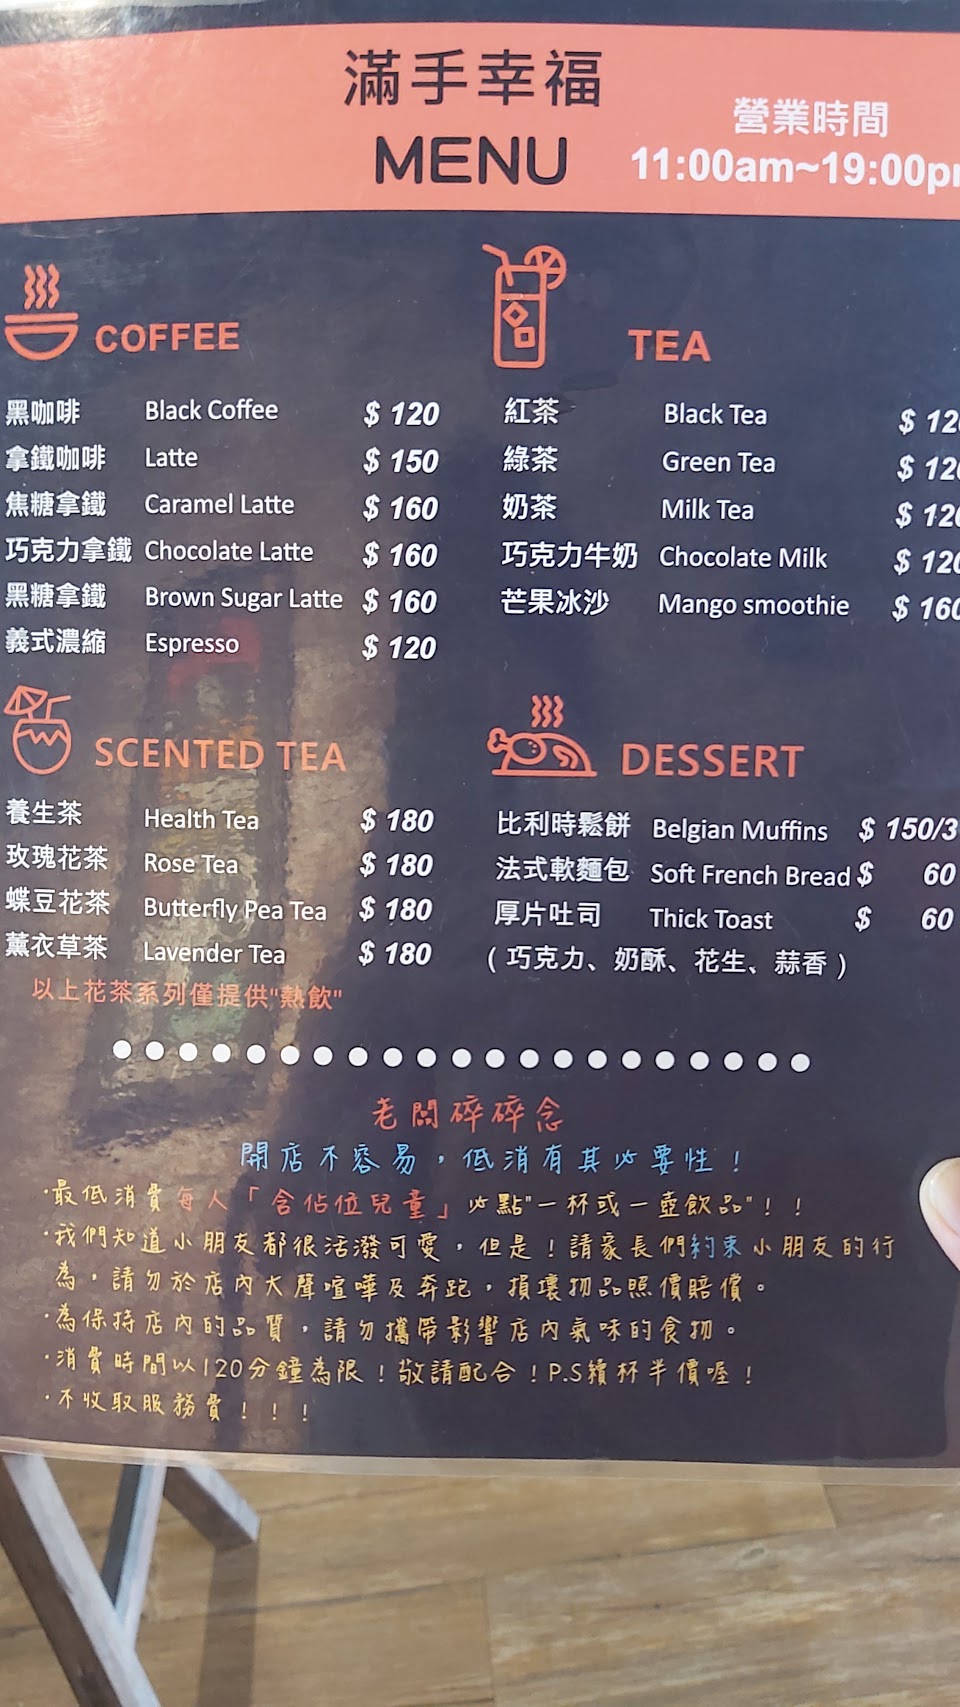 滿手幸福
MENU
營業時間
11:00am~19:00pm
COFFEE
黑咖啡 Black Coffee $ 120
拿鐵咖啡 Latte $ 150
焦糖拿鐵 Caramel Latte $ 160
巧克力拿鐵 Chocolate Latte $ 160
黑糖拿鐵 Brown Sugar Latte $ 160
義式濃縮 Espresso $ 120
TEA
紅茶 Black Tea $ 120
綠茶 Green Tea $ 120
奶茶 Milk Tea $ 120
巧克力牛奶 Chocolate Milk $ 120
芒果冰沙 Mango smoothie $ 160
SCENTED TEA
養生茶 Health Tea $ 180
玫瑰花茶 Rose Tea $ 180
蝶豆花茶 Butterfly Pea Tea $ 180
薰衣草茶 Lavender Tea $ 180
以上花茶系列僅提供"熱飲"
DESSERT
比利時鬆餅 Belgian Muffins $ 150/3
法式軟麵包 Soft French Bread $ 60
厚片吐司 Thick Toast $ 60
(巧克力、奶酥、花生、蒜香)
老闆碎碎念
開店不容易，低消有其必要性！
·最低消費每人「含佔位兒童」必點"一杯或一壺飲品"！！
·我們知道小朋友都很活潑可愛，但是！請家長們約束小朋友的行
為，請勿於店內大聲喧嘩及奔跑，損壞物品照價賠償。
·為保持店內的品質，請勿攜帶影響店內氣味的食物。
·消費時間以120分鐘為限！敬請配合！P.S續杯半價喔！
·不收取服務費！！！